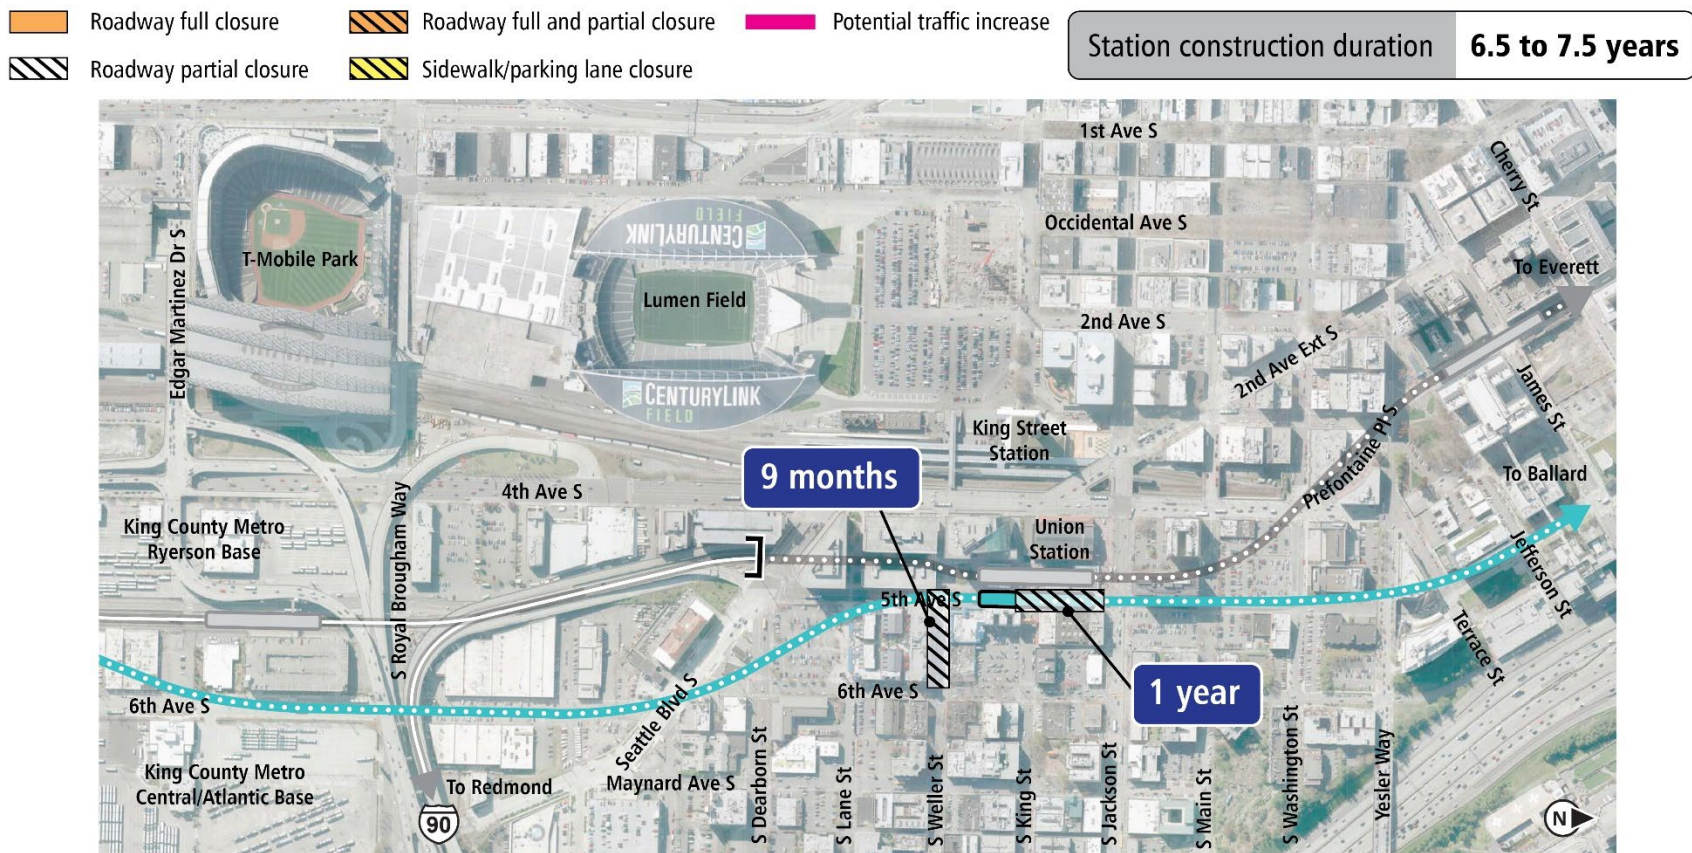 Roadway full closure
Roadway full and partial closure
Potential traffic increase
Roadway partial closure
Sidewalk/parking lane closure
Station construction duration
6.5 to 7.5 years
1st Ave S
Cherry St
Occidental Ave S
CENTURYLINK
FIELD
Edgar Martinez Dr S
T-Mobile Park
To Everett
Lumen Field
2nd Ave S
2nd Ave Ext S
James St
CENTURYLINK
FIELD
King Street
Station
Prefontaine Pl S
9 months
To Ballard
4th Ave S
S Royal Brougham Way
King County Metro
Ryerson Base
Union
Station
Jefferson St
5th Ave S
Terrace St
6th Ave S
1 year
6th Ave S
Seattle Blvd S
S Dearborn St
S Lane St
S Weller St
S King St
S Jackson St
S Main St
S Washington St
Yesler Way
King County Metro
Central/Atlantic Base
To Redmond
Maynard Ave S
90
N